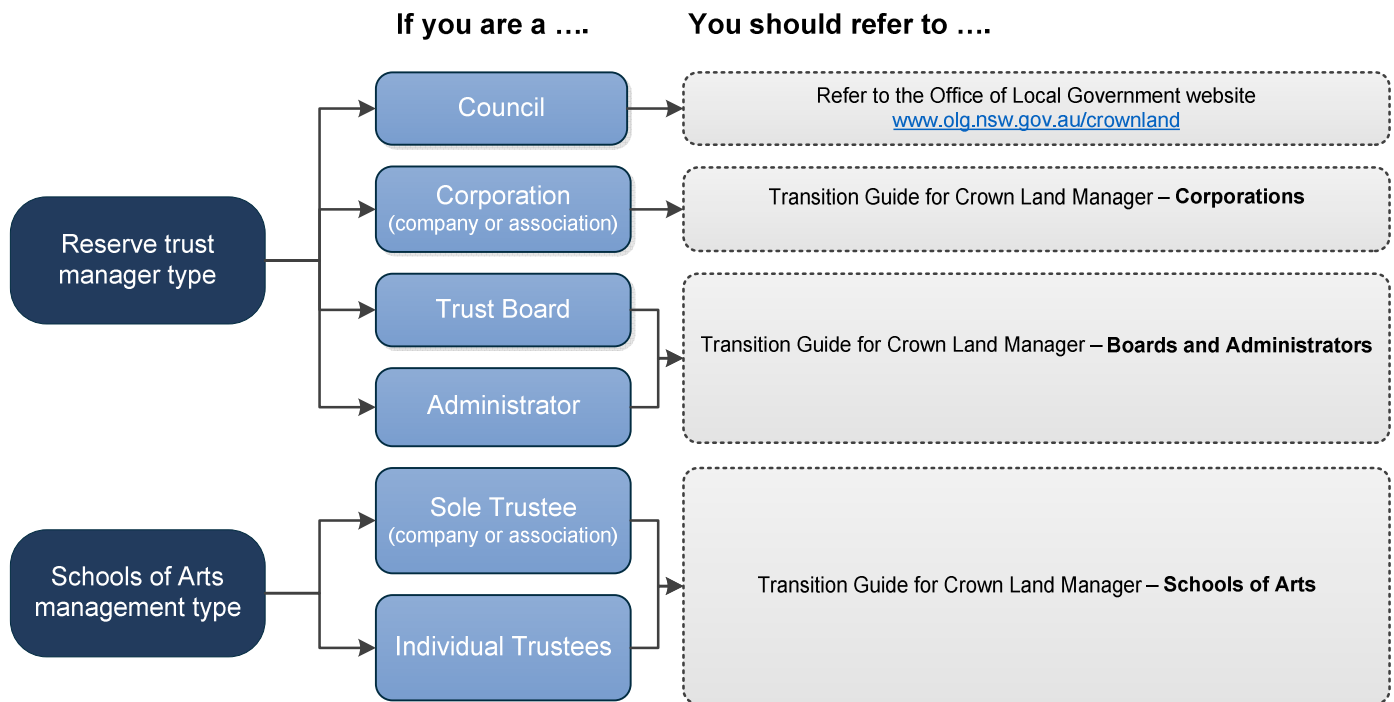 If you are a ….
You should refer to ….
Reserve trust
manager type
Council
Refer to the Office of Local Government website
www.olg.nsw.gov.au/crownland
Corporation
(company or association)
Transition Guide for Crown Land Manager – Corporations
Trust Board
Administrator
Transition Guide for Crown Land Manager – Boards and Administrators
Schools of Arts
management type
Sole Trustee
(company or association)
Individual Trustees
Transition Guide for Crown Land Manager – Schools of Arts